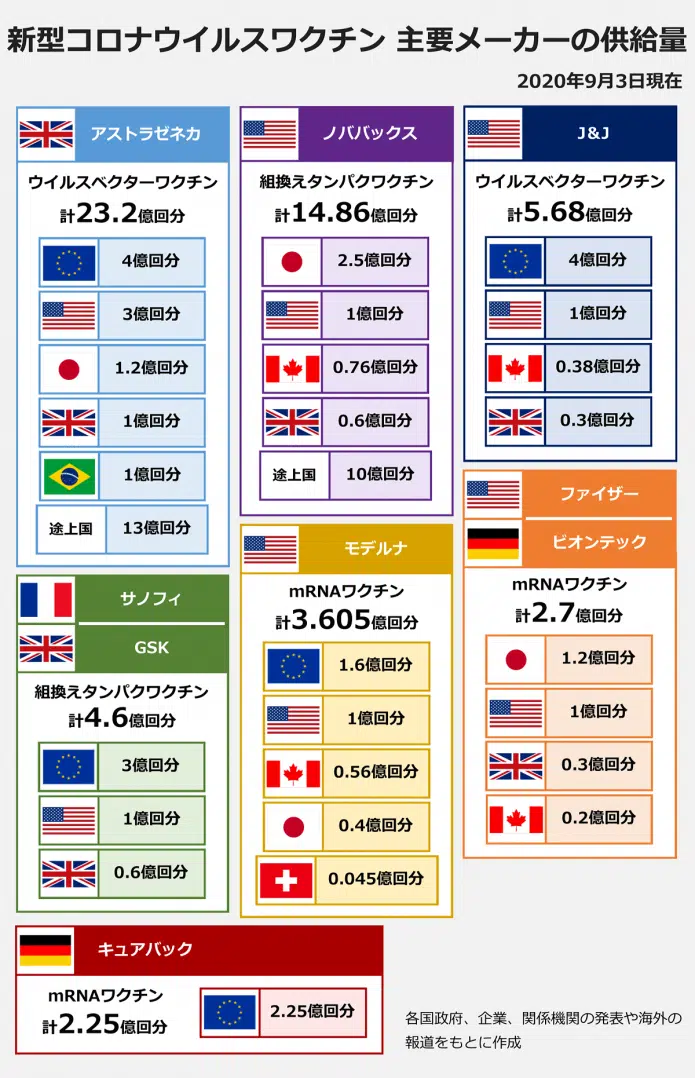 新型コロナウイルスワクチン 主要メーカーの供給量
2020年9月3日現在
アストラゼネカ
ウイルスベクターワクチン
計23.2億回分
4億回分
3億回分
1.2億回分
1億回分
1億回分
途上国
13億回分
ノババックス
組換えタンパクワクチン
計14.86億回分
2.5億回分
1億回分
0.76億回分
0.6億回分
途上国
10億回分
J&J
ウイルスベクターワクチン
計5.68億回分
4億回分
1億回分
0.38億回分
0.3億回分
サノフィ
GSK
組換えタンパクワクチン
計4.6億回分
3億回分
1億回分
0.6億回分
モデルナ
mRNAワクチン
計3.605億回分
1.6億回分
1億回分
0.56億回分
0.4億回分
0.045億回分
ファイザー
ビオンテック
mRNAワクチン
計2.7億回分
1.2億回分
1億回分
0.3億回分
0.2億回分
キュアバック
mRNAワクチン
計2.25億回分
2.25億回分
各国政府、企業、関係機関の発表や海外の
報道をもとに作成